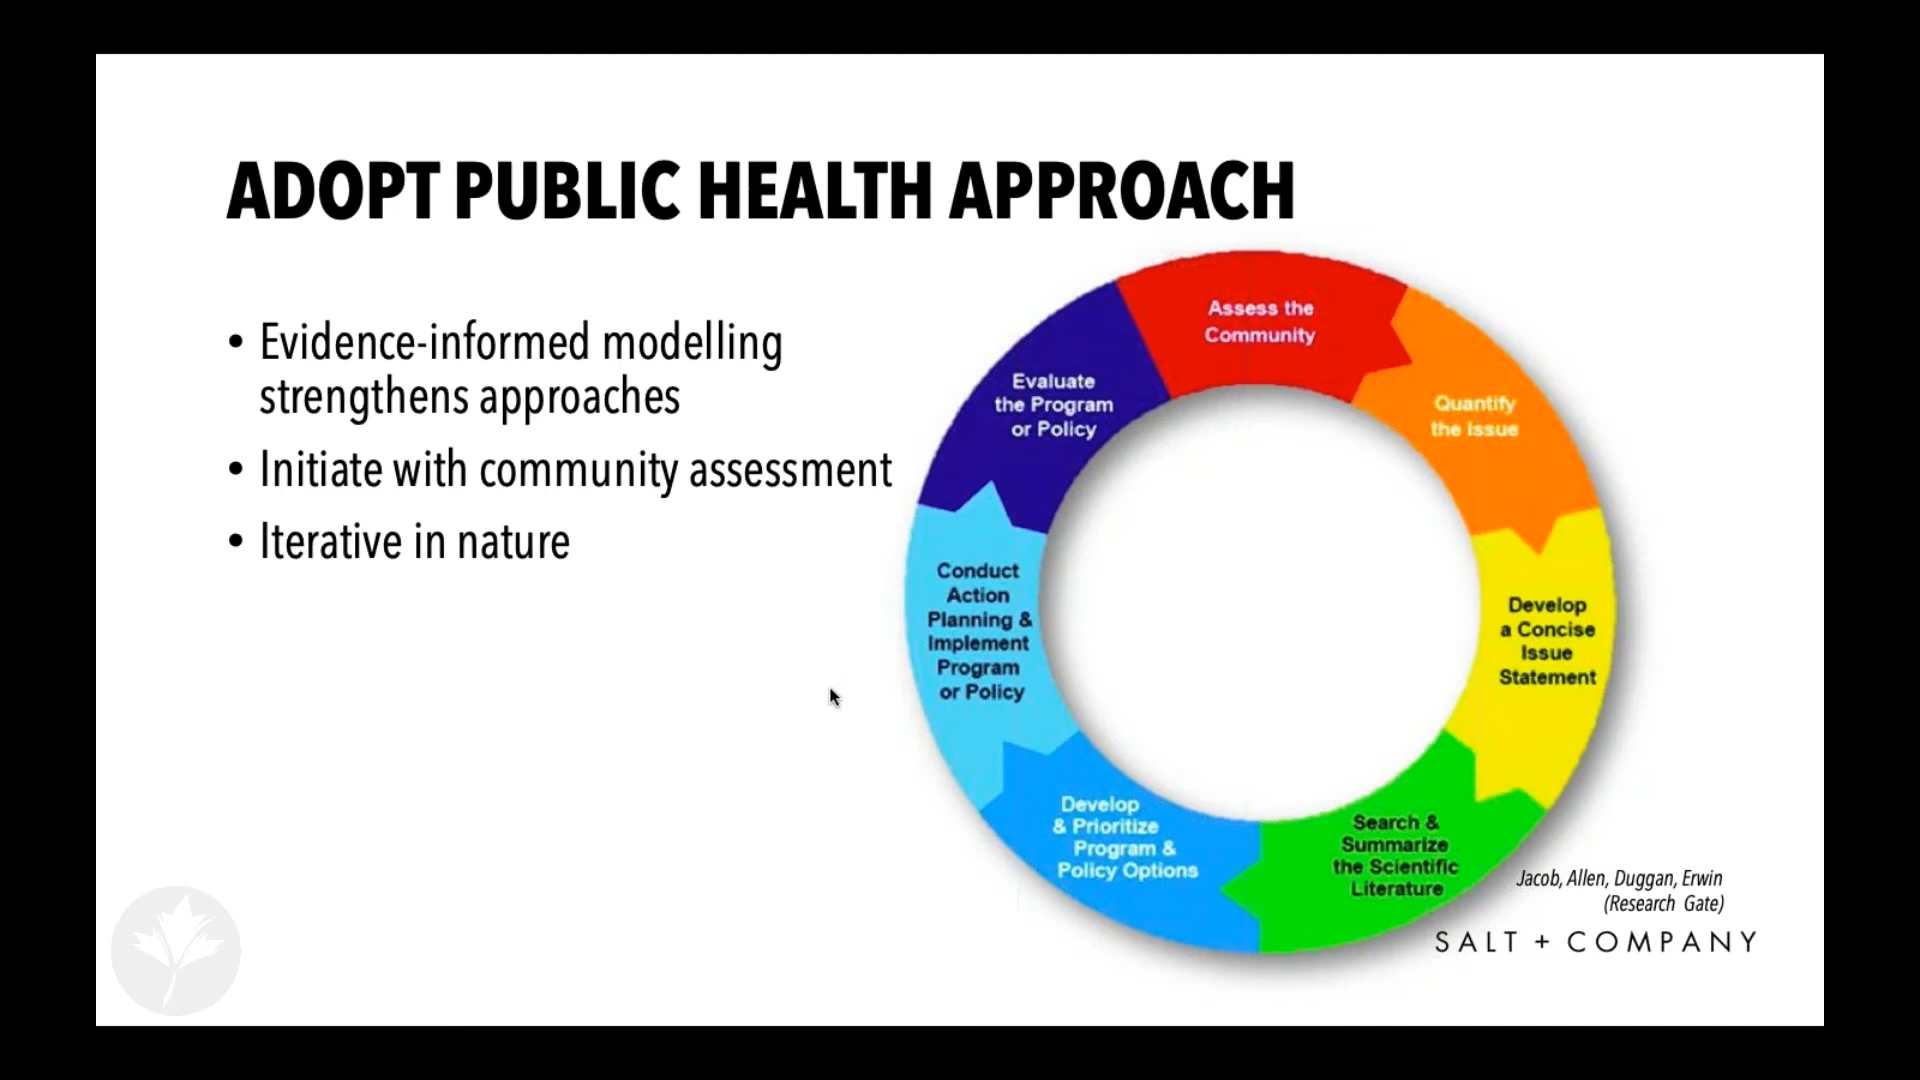 ADOPT PUBLIC HEALTH APPROACH
• Evidence-informed modelling
strengthens approaches
• Initiate with community assessment
• Iterative in nature
Assess the
Community
Quantify
the Issue
Develop
a Concise
Issue
Statement
Search &
Summarize
the Scientific
Literature
Develop
& Prioritize
Program &
Policy Options
Conduct
Action
Planning &
Implement
Program
or Policy
Evaluate
the Program
or Policy
Jacob, Allen, Duggan, Erwin
(Research Gate)
SALT + COMPANY